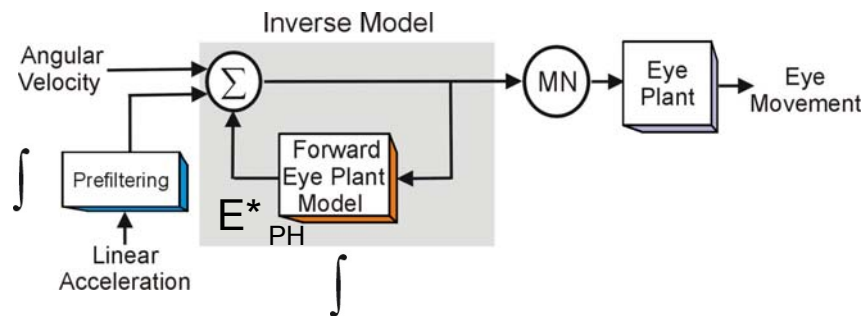 Inverse Model
Angular
Velocity
Σ
MN
Eye
Plant
Eye
Movement
∫
Prefiltering
Forward
Eye Plant
Model
E*
PH
Linear
Acceleration
∫